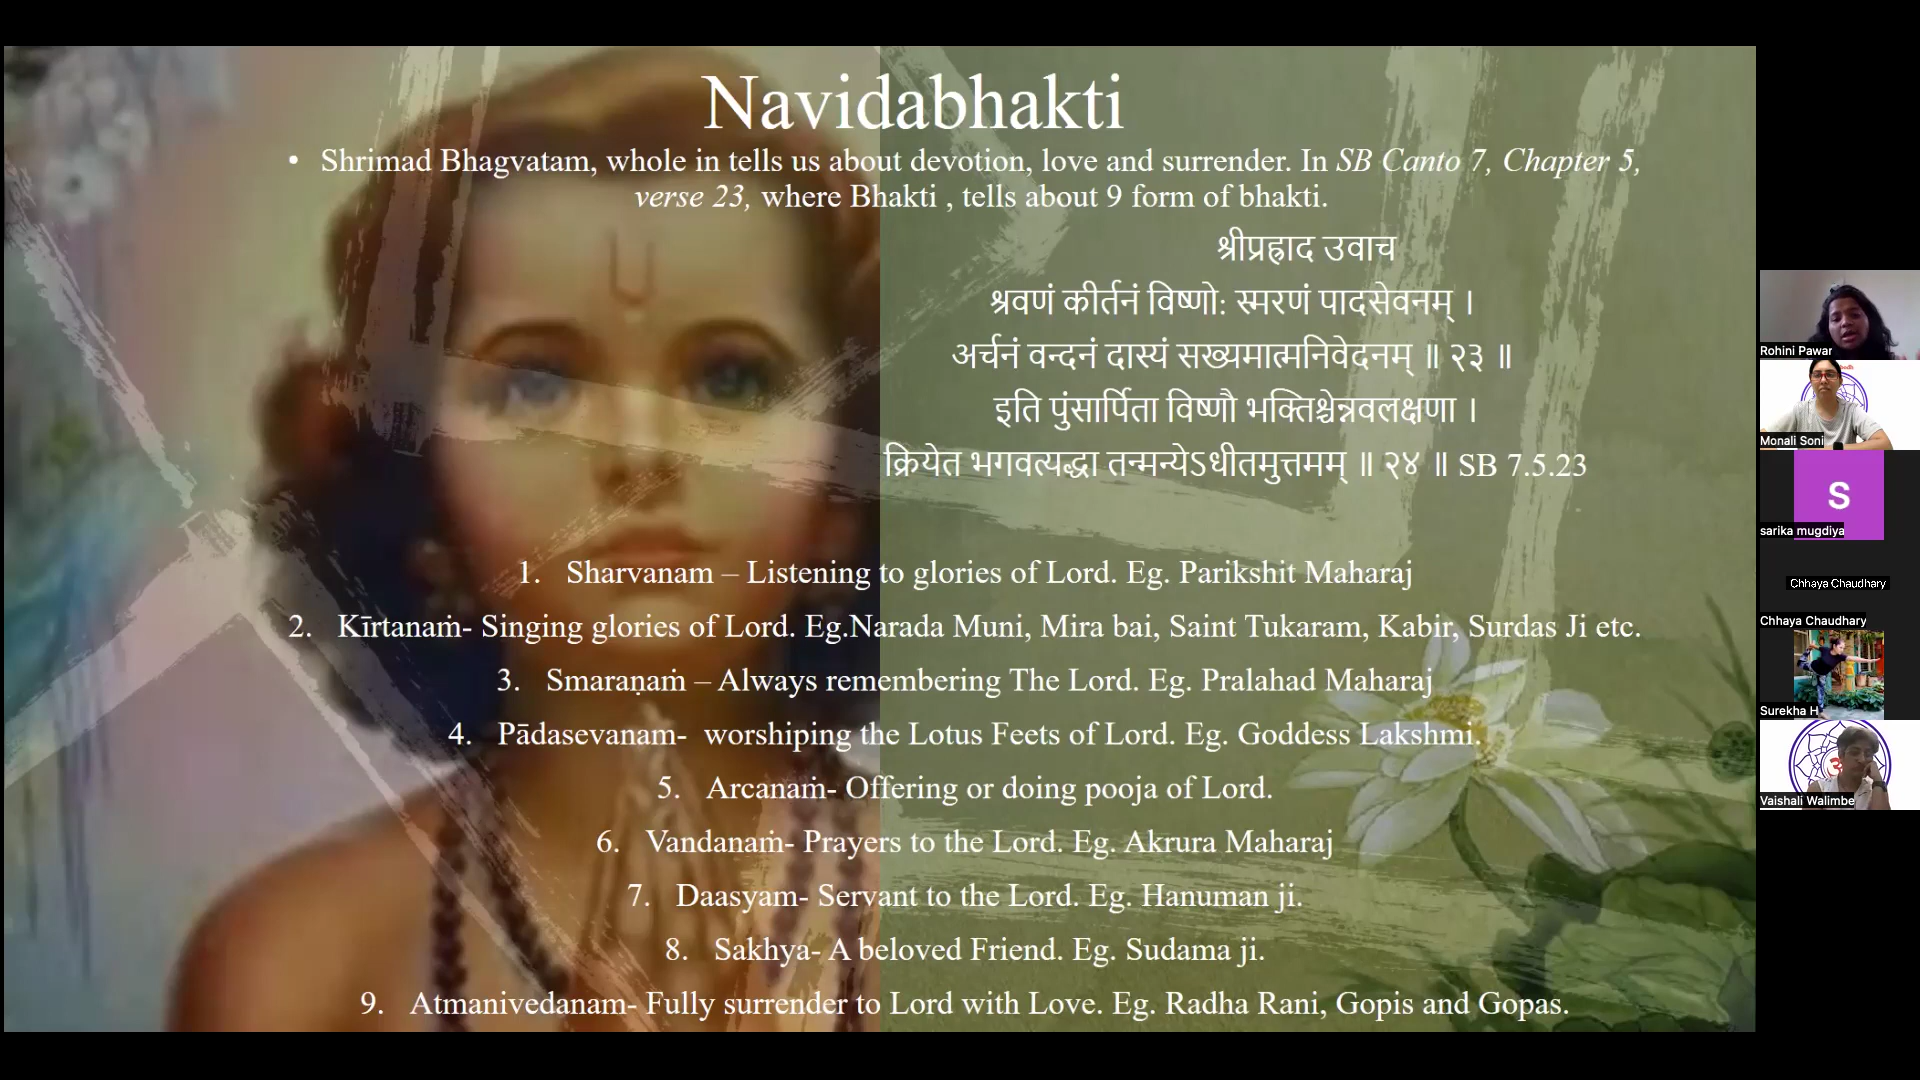 Navidabhakti
• Shrimad Bhagvatam, whole in tells us about devotion, love and surrender. In SB Canto 7, Chapter 5,
verse 23, where Bhakti , tells about 9 form of bhakti.
श्रीप्रह्राद उवाच
श्रवणं कीर्तनं विष्णो: स्मरणं पादसेवनम् ।
अर्चनं वन्दनं दास्यं सख्यमात्मनिवेदनम् ॥ २३ ॥
इति पुंसार्पिता विष्णौ भक्तिश्चेन्नवलक्षणा ।
क्रियेत भगवत्यद्धा तन्मन्येऽधीतमुत्तमम् ॥ २४ ॥ SB 7.5.23
1. Sharvanam – Listening to glories of Lord. Eg. Parikshit Maharaj
2. Kīrtanaṁ- Singing glories of Lord. Eg.Narada Muni, Mira bai, Saint Tukaram, Kabir, Surdas Ji etc.
3. Smaraṇaṁ – Always remembering The Lord. Eg. Pralahad Maharaj
4. Pādasevanam- worshiping the Lotus Feets of Lord. Eg. Goddess Lakshmi.
5. Arcanaṁ- Offering or doing pooja of Lord.
6. Vandanaṁ- Prayers to the Lord. Eg. Akrura Maharaj
7. Daasyam- Servant to the Lord. Eg. Hanuman ji.
8. Sakhya- A beloved Friend. Eg. Sudama ji.
9. Atmanivedanam- Fully surrender to Lord with Love. Eg. Radha Rani, Gopis and Gopas.
Rohini Pawar
Monali Soni
S
sarika mugdiya
Chhaya Chaudhary
Chhaya Chaudhary
Surekha H
Vaishali Walimbe